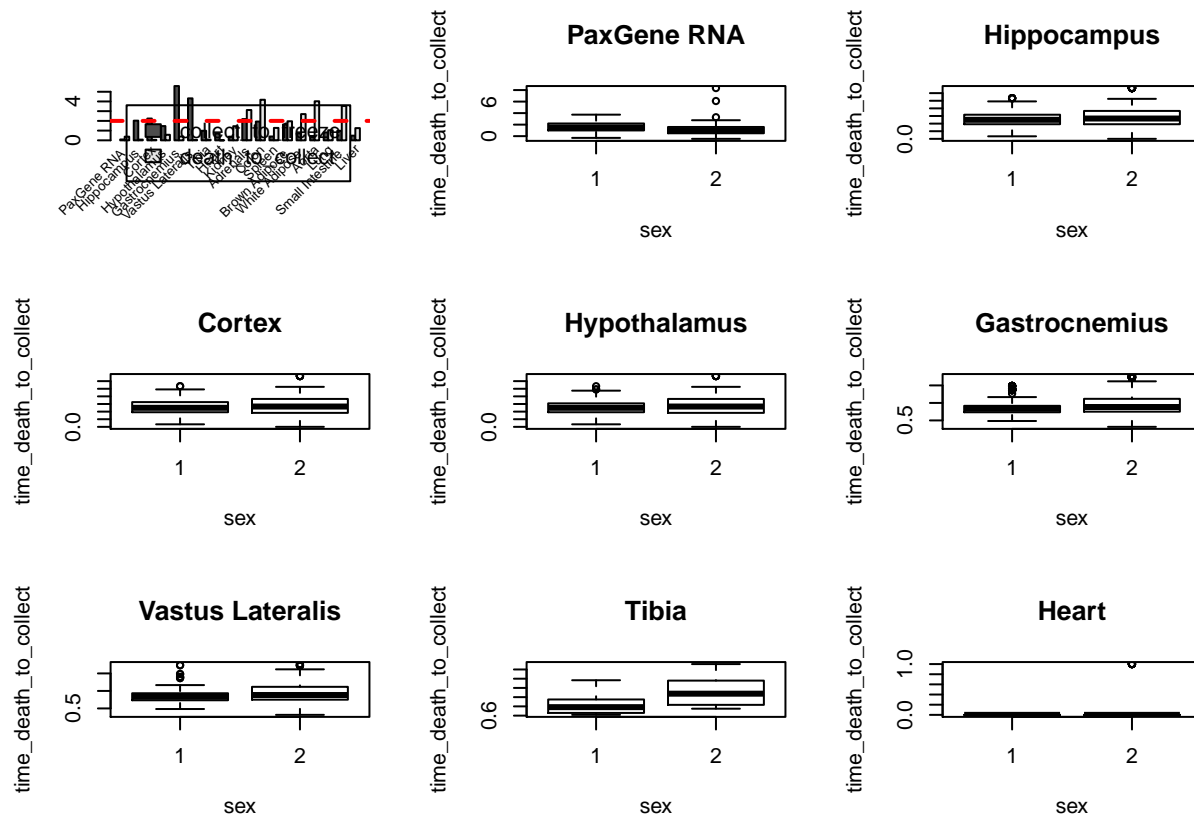 4
2
0
collect_to_freeze
death_to_collect
PaxGene RNA
Hippocampus
Cortex
Hypothalamus
Gastrocnemius
Vastus Lateralis
Tibia
Kidney
Adrenals
Colon
Spleen
Brown Adipose
White Adipose
Small Intestine
Liver
PaxGene RNA
time_death_to_collect
6
0
1
2
sex
Hippocampus
time_death_to_collect
0.0
1
2
sex
Cortex
time_death_to_collect
0.0
1
2
sex
Hypothalamus
time_death_to_collect
0.0
1
2
sex
Gastrocnemius
time_death_to_collect
0.5
1
2
sex
Vastus Lateralis
time_death_to_collect
0.5
1
2
sex
Tibia
time_death_to_collect
0.6
1
2
sex
Heart
time_death_to_collect
1.0
0.0
1
2
sex